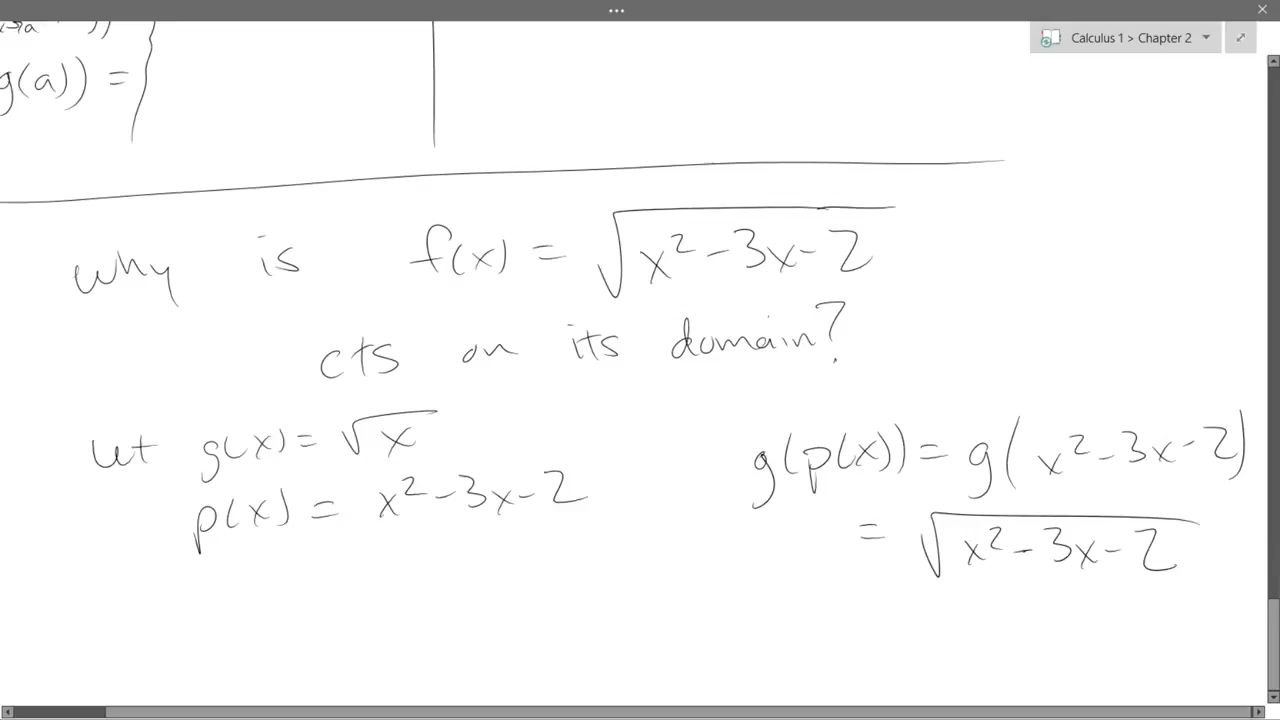 Calculus 1 > Chapter 2
g(a)) =
why is f(x) = √(x² - 3x - 2)
cts on its domain?
Let g(x) = √x
p(x) = x² - 3x - 2
g(p(x)) = g(x² - 3x - 2)
= √(x² - 3x - 2)